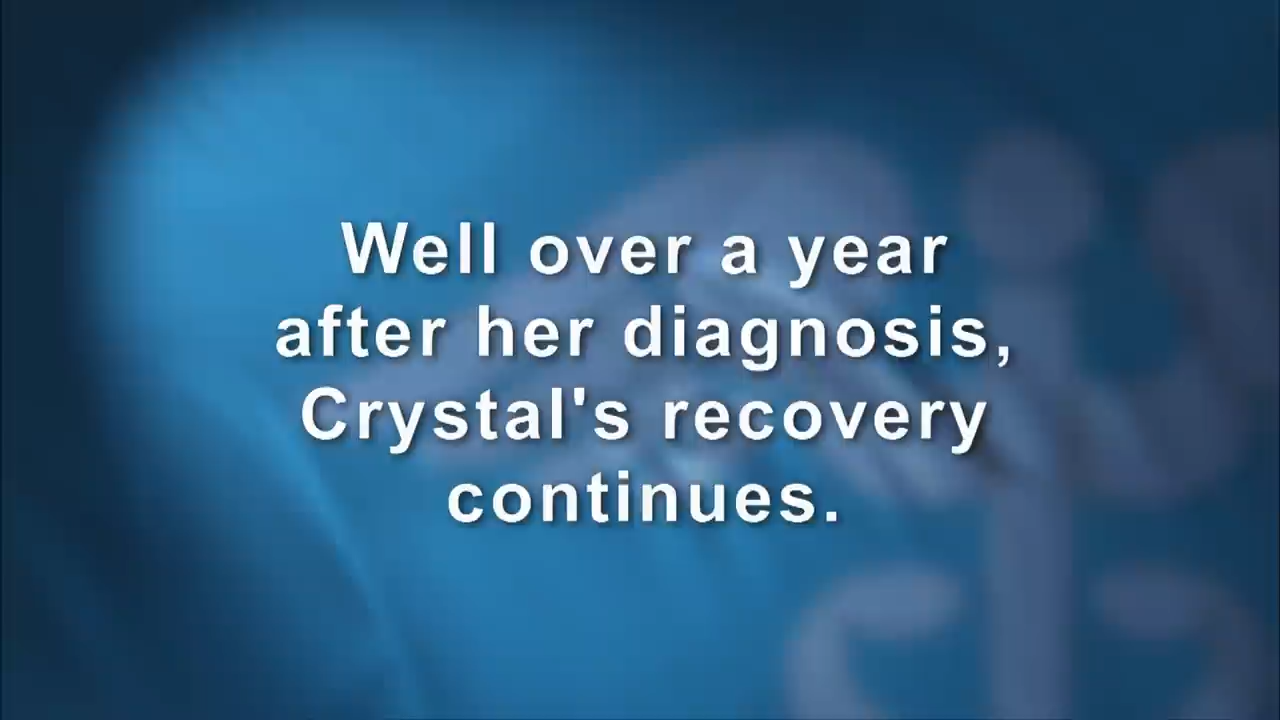 Well over a year
after her diagnosis,
Crystal's recovery
continues.